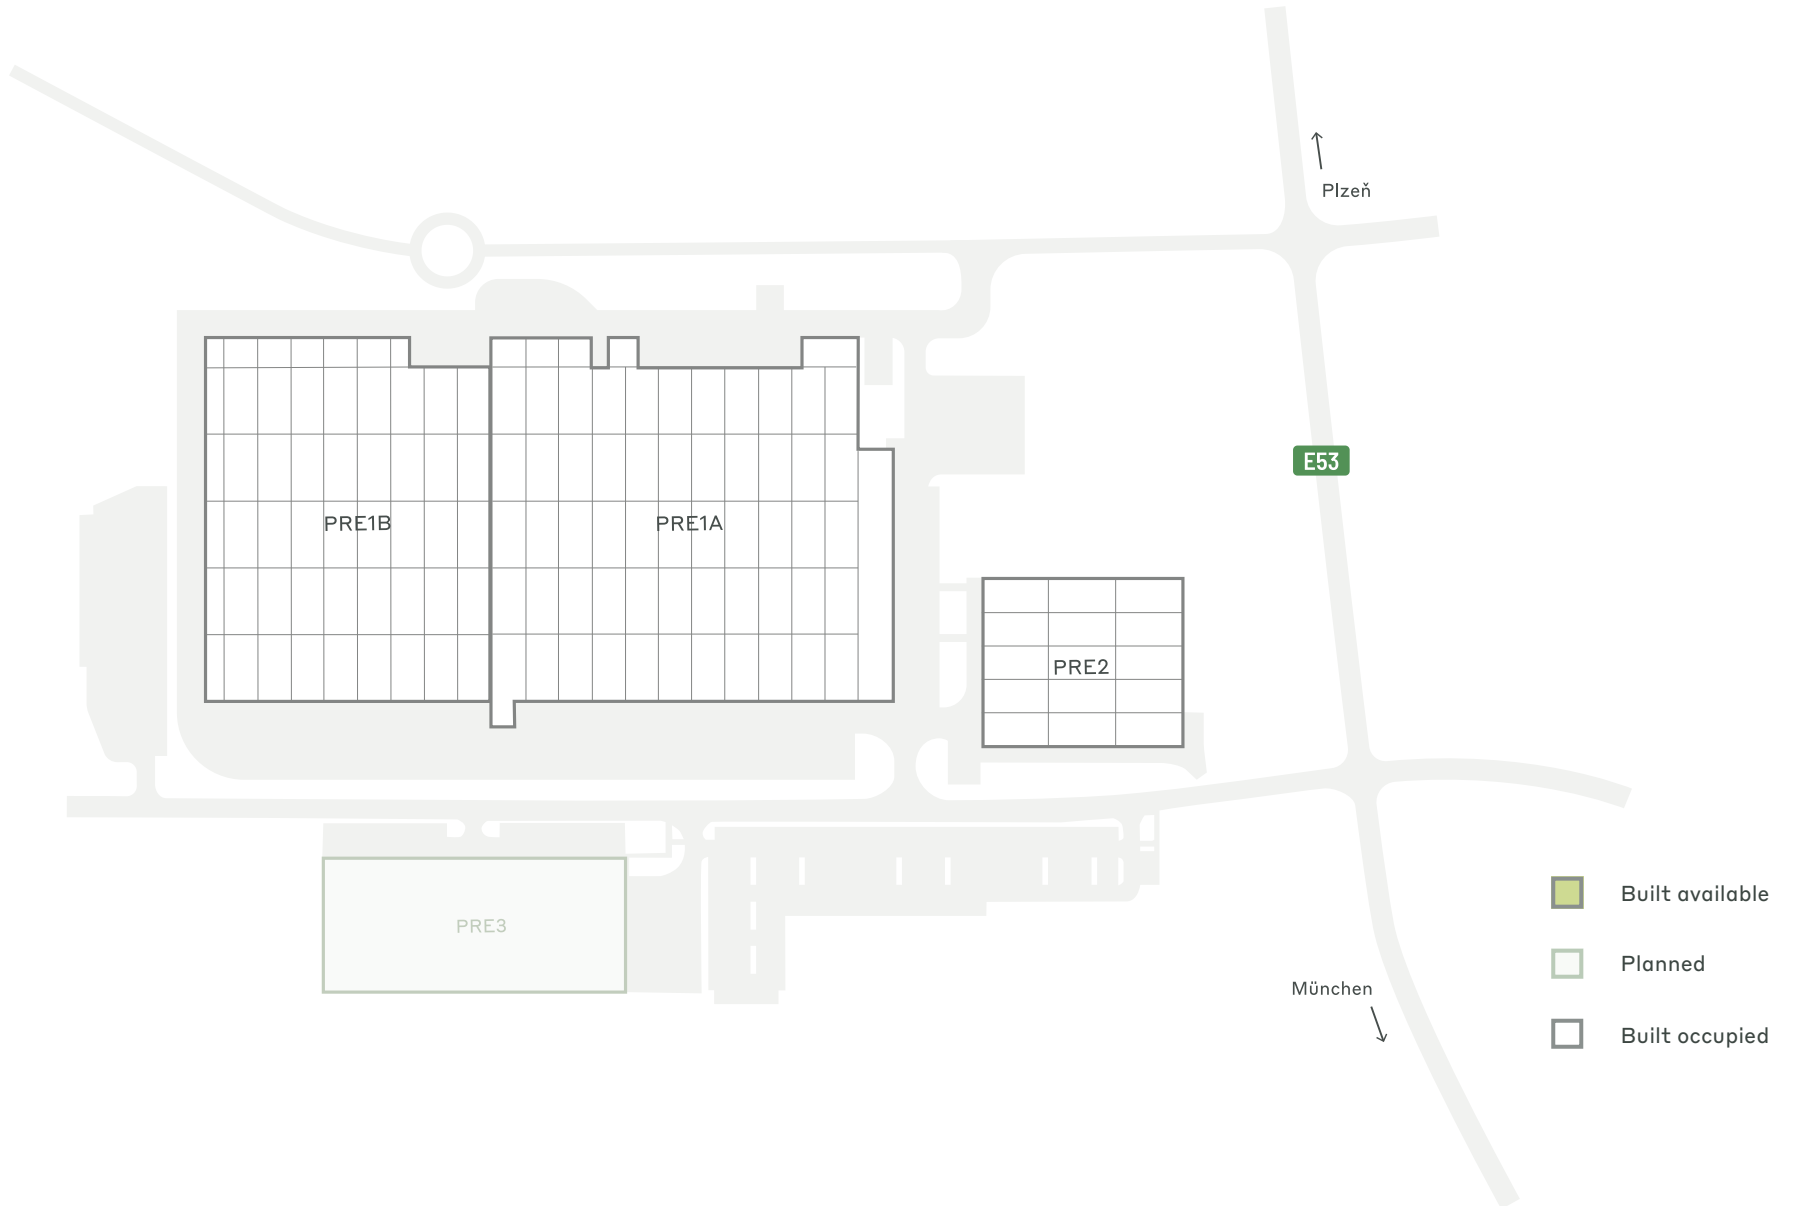 Plzeň
E53
PRE1B
PRE1A
PRE2
PRE3
Built available
Planned
München
Built occupied